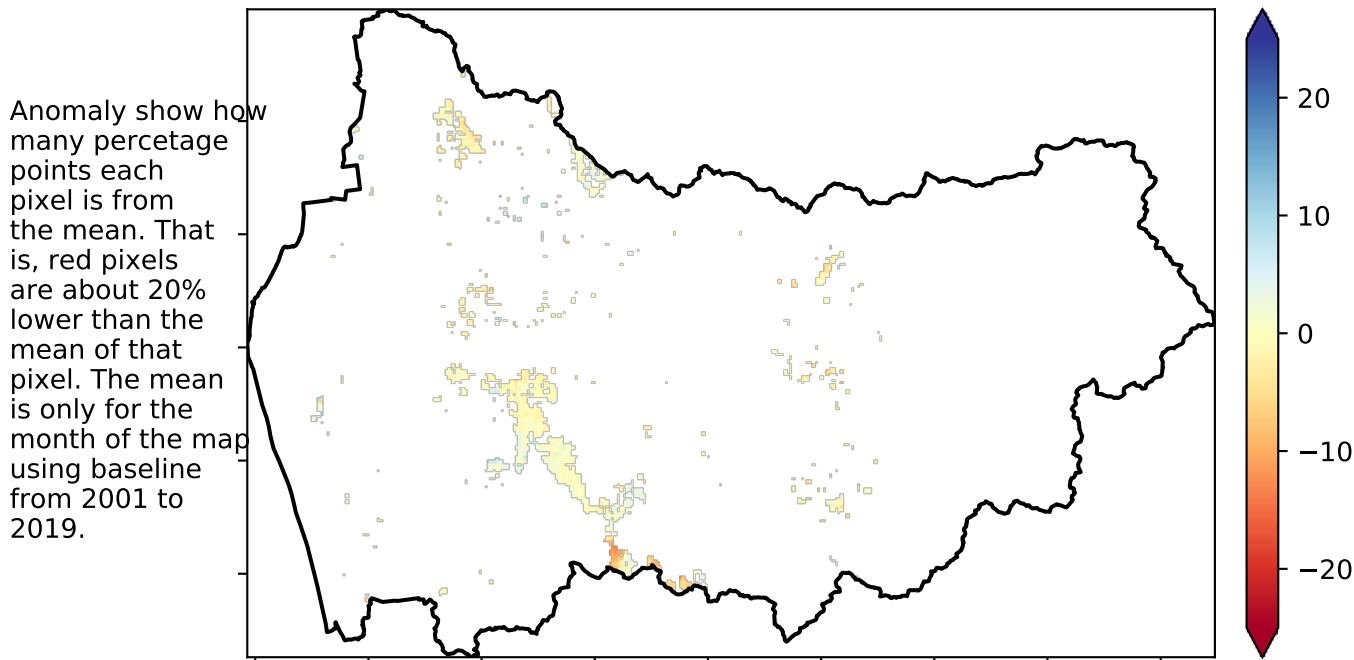 Anomaly show how
many percetage
points each
pixel is from
the mean. That
is, red pixels
are about 20%
lower than the
mean of that
pixel. The mean
is only for the
month of the map
using baseline
from 2001 to
2019.
20
10
0
−10
−20